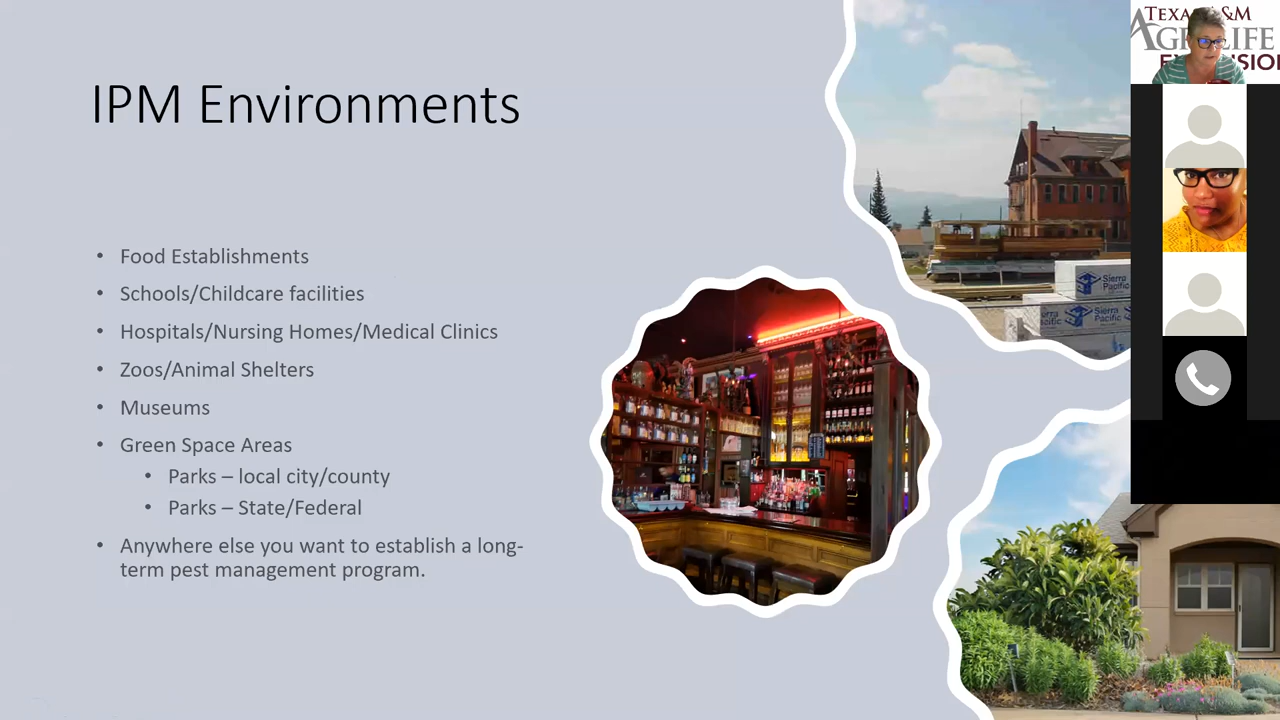 IPM Environments
• Food Establishments
• Schools/Childcare facilities
• Hospitals/Nursing Homes/Medical Clinics
• Zoos/Animal Shelters
• Museums
• Green Space Areas
• Parks – local city/county
• Parks – State/Federal
• Anywhere else you want to establish a long-
term pest management program.
Sierra
Pacific
Sierra
Pacific